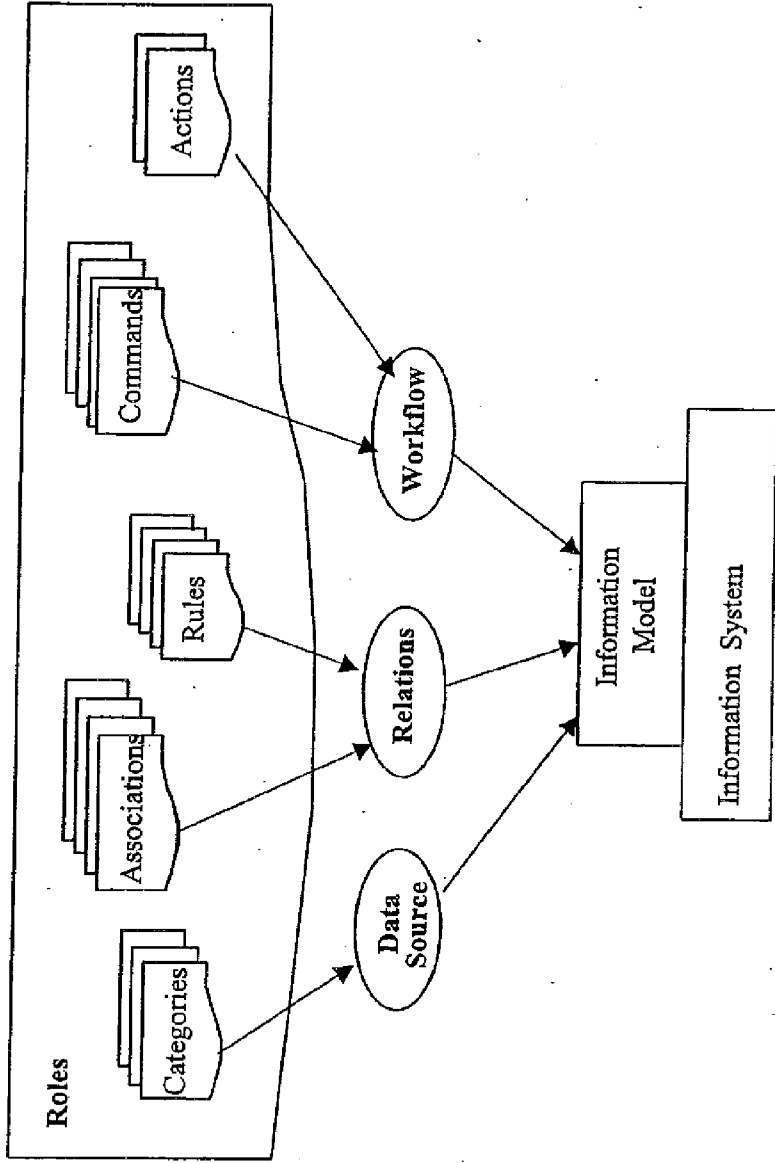 Roles
Categories
Associations
Rules
Commands
Actions
Data
Source
Relations
Workflow
Information
Model
Information System